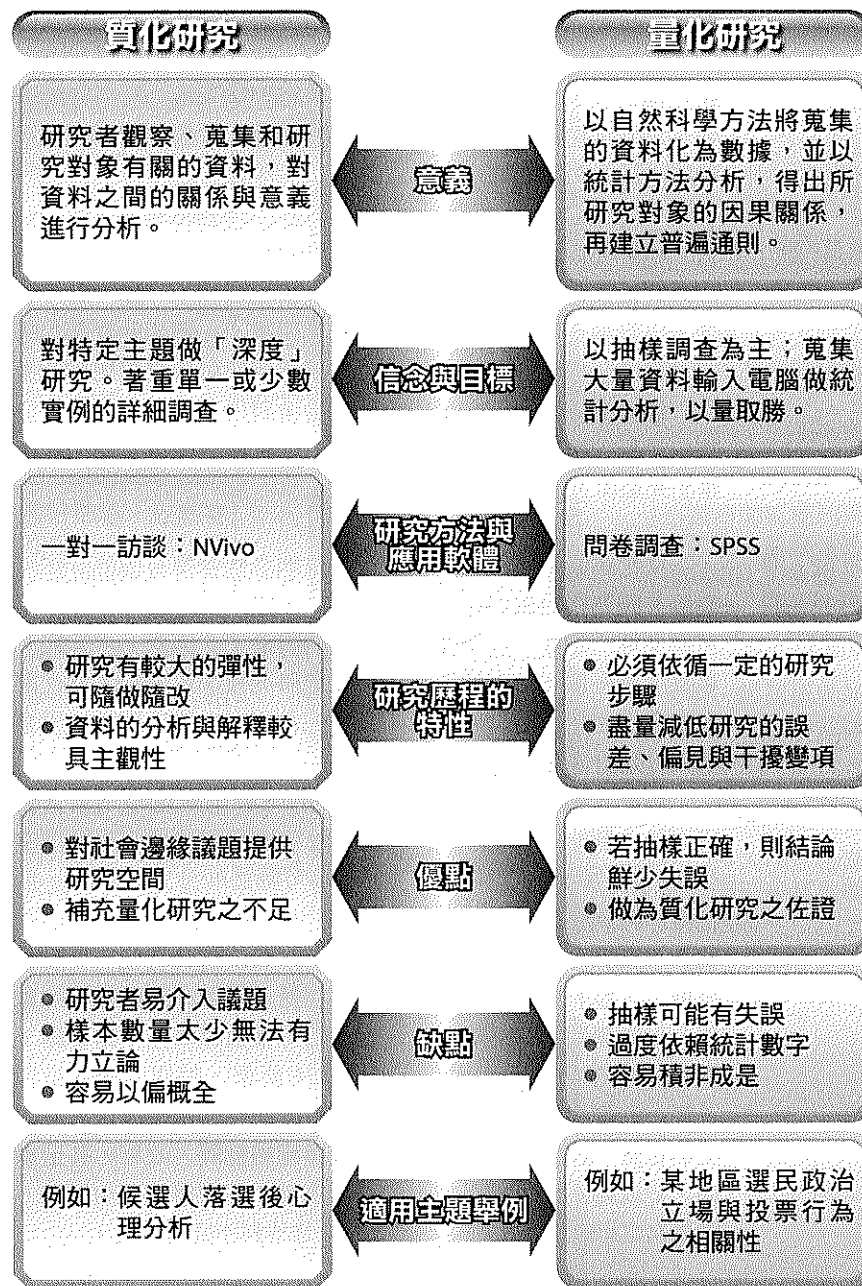 質化研究
量化研究
研究者觀察、蒐集和研
究對象有關的資料，對
資料之間的關係與意義
進行分析。
意義
以自然科學方法將蒐集
的資料化為數據，並以
統計方法分析，得出所
研究對象的因果關係，
再建立普遍通則。
對特定主題做「深度」
研究。著重單一或少數
實例的詳細調查。
信念與目標
以抽樣調查為主；蒐集
大量資料輸入電腦做統
計分析，以量取勝。
一對一訪談：NVivo
研究方法與
應用軟體
問卷調查：SPSS
● 研究有較大的彈性，
可隨做隨改
● 資料的分析與解釋較
具主觀性
研究歷程的
特性
● 必須依循一定的研究
步驟
● 盡量減低研究的誤
差、偏見與干擾變項
● 對社會邊緣議題提供
研究空間
● 補充量化研究之不足
優點
● 若抽樣正確，則結論
鮮少失誤
● 做為質化研究之佐證
● 研究者易介入議題
● 樣本數量太少無法有
力立論
● 容易以偏概全
缺點
● 抽樣可能有失誤
● 過度依賴統計數字
● 容易積非成是
例如：候選人落選後心
理分析
適用主題舉例
例如：某地區選民政治
立場與投票行為
之相關性